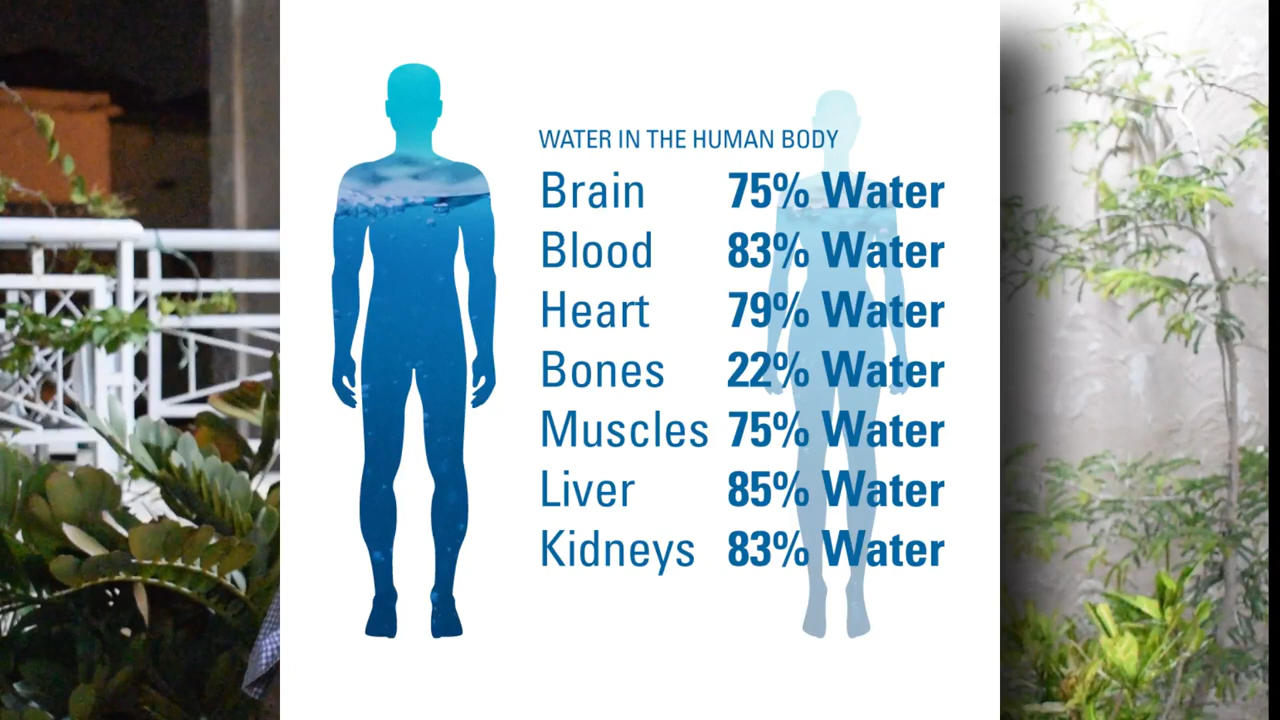 WATER IN THE HUMAN BODY
Brain 75% Water
Blood 83% Water
Heart 79% Water
Bones 22% Water
Muscles 75% Water
Liver 85% Water
Kidneys 83% Water